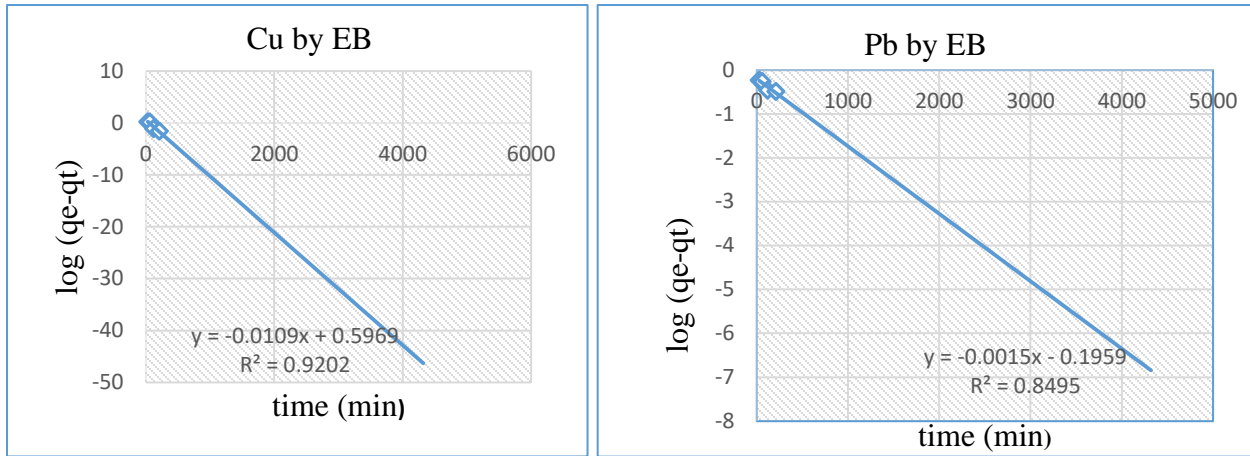 Cu by EB
10
0
-10
-20
-30
-40
-50
0
2000
4000
6000
log (qe-qt)
y = -0.0109x + 0.5969
R² = 0.9202
time (min)
Pb by EB
0
-1
-2
-3
-4
-5
-6
-7
-8
0
1000
2000
3000
4000
5000
log (qe-qt)
y = -0.0015x - 0.1959
R² = 0.8495
time (min)